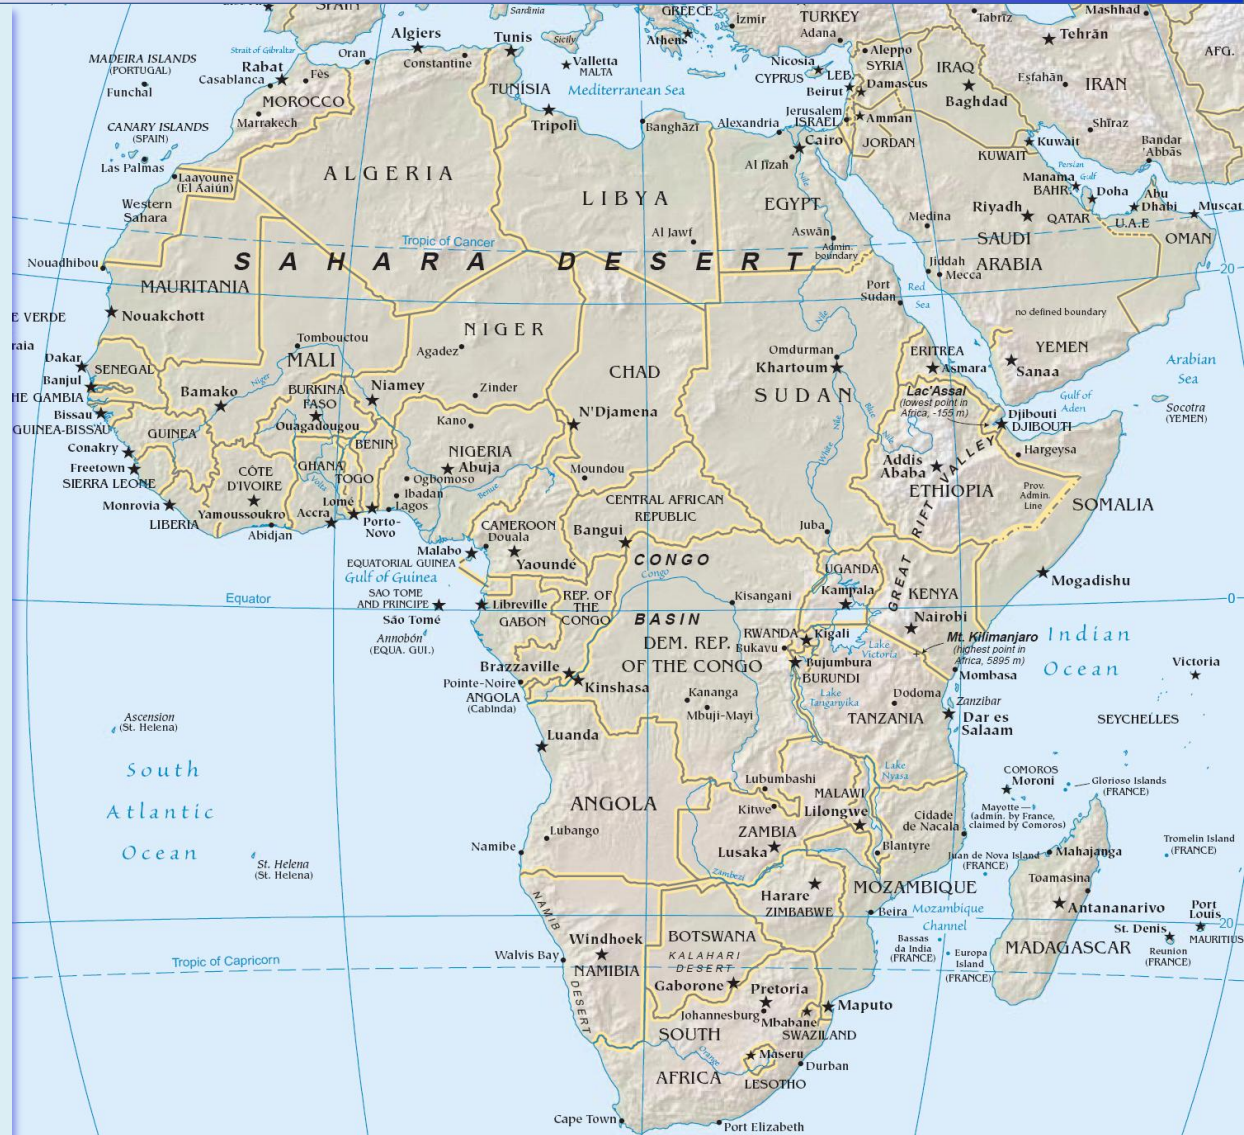 SPAIN
Sardinia
GREECE
İzmir
TURKEY
Tabrīz
Mashhad
Strait of Gibraltar
Algiers
Tunis
Sicily
Athens
Adana
Tehrān
AFG.
MADEIRA ISLANDS
(PORTUGAL)
Funchal
Rabat
Casablanca
Fès
Oran
Constantine
Valletta
MALTA
Nicosia
CYPRUS
LEB.
Beirut
Aleppo
SYRIA
Damascus
IRAQ
Baghdad
Esfahān
IRAN
MOROCCO
Marrakech
TUNISIA
Mediterranean Sea
Tripoli
Banghāzī
Alexandria
Jerusalem
ISRAEL
Amman
JORDAN
Cairo
Al Jīzah
Shīraz
Bandar
Abbās
KUWAIT
Kuwait
Persian
Gulf
CANARY ISLANDS
(SPAIN)
Las Palmas
Laayoune
(El Aaiún)
Western
Sahara
ALGERIA
LIBYA
EGYPT
Nile
Al Jawf
Aswān
Admin.
boundary
Medina
Riyadh
Manama
BAHR.
Doha
QATAR
Abu
Dhabi
U.A.E
Muscat
OMAN
SAUDI
ARABIA
Jiddah
Mecca
Tropic of Cancer
SAHARA DESERT
20
Nouadhibou
MAURITANIA
Nouakchott
Port
Sudan
Red
Sea
no defined boundary
E VERDE
raia
Tombouctou
NIGER
Agadez
Nile
Omdurman
Khartoum
ERITREA
Asmara
YEMEN
Sanaa
Arabian
Sea
Dakar
SENEGAL
MALI
CHAD
SUDAN
Banjul
HE GAMBIA
Bamako
Niger
BURKINA
FASO
Niamey
Zinder
Lac'Assal
(lowest point in
Africa, -155 m)
Gulf of
Aden
Socotra
(YEMEN)
Bissau
GUINEA-BISSAU
Ouagadougou
Kano
N'Djamena
Blue
Nile
White
Nile
Djibouti
DJIBOUTI
Conakry
GUINEA
BENIN
NIGERIA
Abuja
Hargeysa
Freetown
SIERRA LEONE
CÔTE
D'IVOIRE
GHANA
Volta
TOGO
Ogbomoso
Ibadan
Lagos
Benue
Moundou
Addis
Ababa
ETHIOPIA
Prov.
Admin.
Line
SOMALIA
Monrovia
LIBERIA
Yamoussoukro
Abidjan
Accra
Lomé
Porto-
Novo
CENTRAL AFRICAN
REPUBLIC
GREAT RIFT VALLEY
CAMEROON
Douala
Yaoundé
Bangui
Juba
Malabo
EQUATORIAL GUINEA
Gulf of Guinea
CONGO
BASIN
Congo
UGANDA
Kampala
KENYA
Nairobi
Mogadishu
Equator
0
SAO TOME
AND PRINCIPE
São Tomé
Libreville
GABON
REP. OF
THE
CONGO
Kisangani
Annobón
(EQUA. GUI.)
DEM. REP.
OF THE CONGO
RWANDA
Kigali
Bukavu
Lake
Victoria
Mt. Kilimanjaro
(highest point in
Africa, 5895 m)
Indian
Ocean
Victoria
Brazzaville
Kinshasa
Pointe-Noire
ANGOLA
(Cabinda)
Bujumbura
BURUNDI
Mombasa
Kananga
Mbuji-Mayi
Lake
Tanganyika
Dodoma
Zanzibar
TANZANIA
Dar es
Salaam
SEYCHELLES
Ascension
(St. Helena)
Luanda
South
Atlantic
Ocean
Lubumbashi
Lake
Nyasa
COMOROS
Moroni
Glorioso Islands
(FRANCE)
ANGOLA
Kitwe
MALAWI
Lilongwe
Mayotte
(admin. by France,
claimed by Comoros)
Cidade
de Nacala
Lubango
ZAMBIA
Lusaka
Blantyre
Namibe
Tromelin Island
(FRANCE)
Juan de Nova Island
(FRANCE)
Mahajanga
St. Helena
(St. Helena)
Zambezi
Toamasina
NAMIB DESERT
Harare
ZIMBABWE
MOZAMBIQUE
Beira
Mozambique
Channel
Antananarivo
Port
Louis
St. Denis
MAURITIUS
20
Windhoek
Walvis Bay
NAMIBIA
BOTSWANA
KALAHARI
DESERT
Bassas
da India
(FRANCE)
Europa
Island
(FRANCE)
MADAGASCAR
Reunion
(FRANCE)
Tropic of Capricorn
Gaborone
Pretoria
Johannesburg
Maputo
Mbabane
SWAZILAND
SOUTH
AFRICA
Orange
Maseru
LESOTHO
Durban
Cape Town
Port Elizabeth